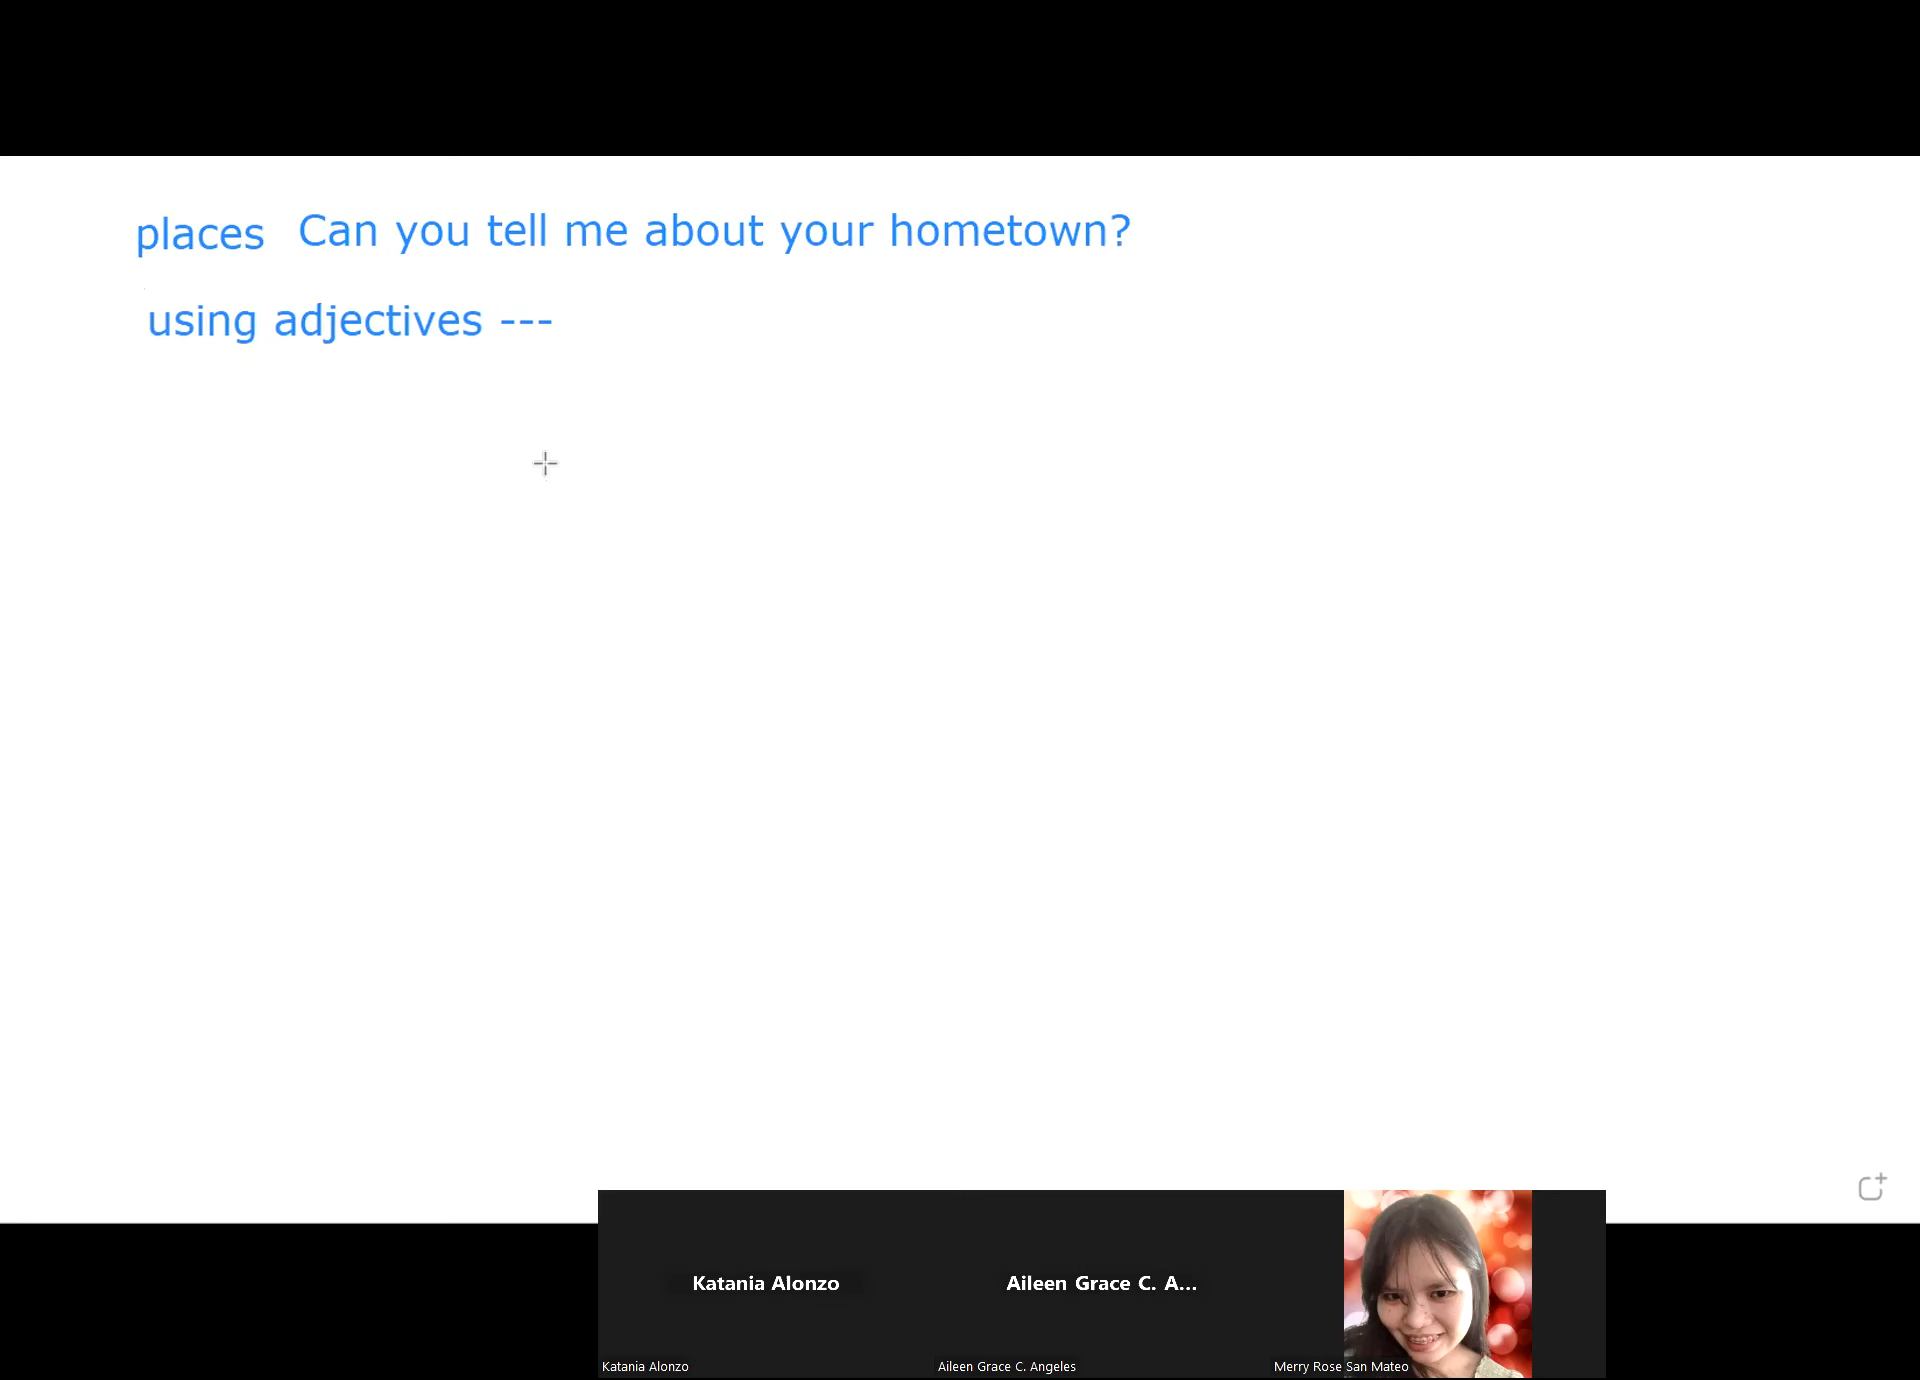 places Can you tell me about your hometown?
using adjectives ---
Katania Alonzo
Aileen Grace C. A...
Katania Alonzo
Aileen Grace C. Angeles
Merry Rose San Mateo